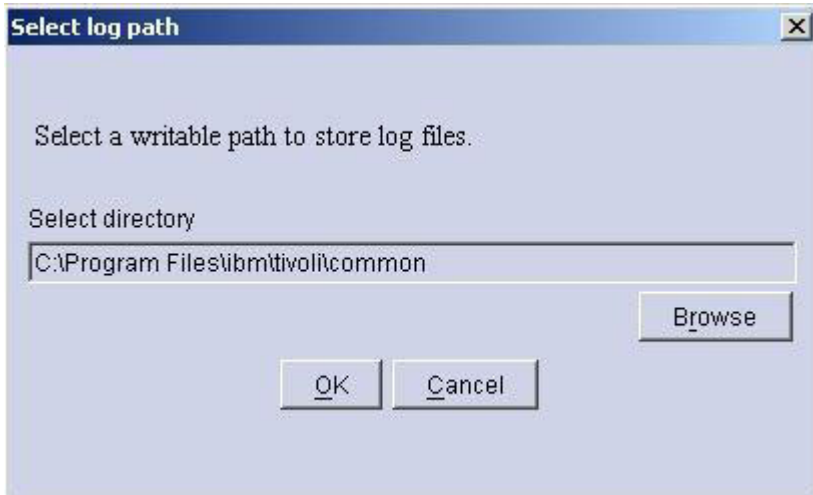 Select log path
Select a writable path to store log files.
Select directory
C:\Program Files\ibm\tivoli\common
Browse
OK Cancel